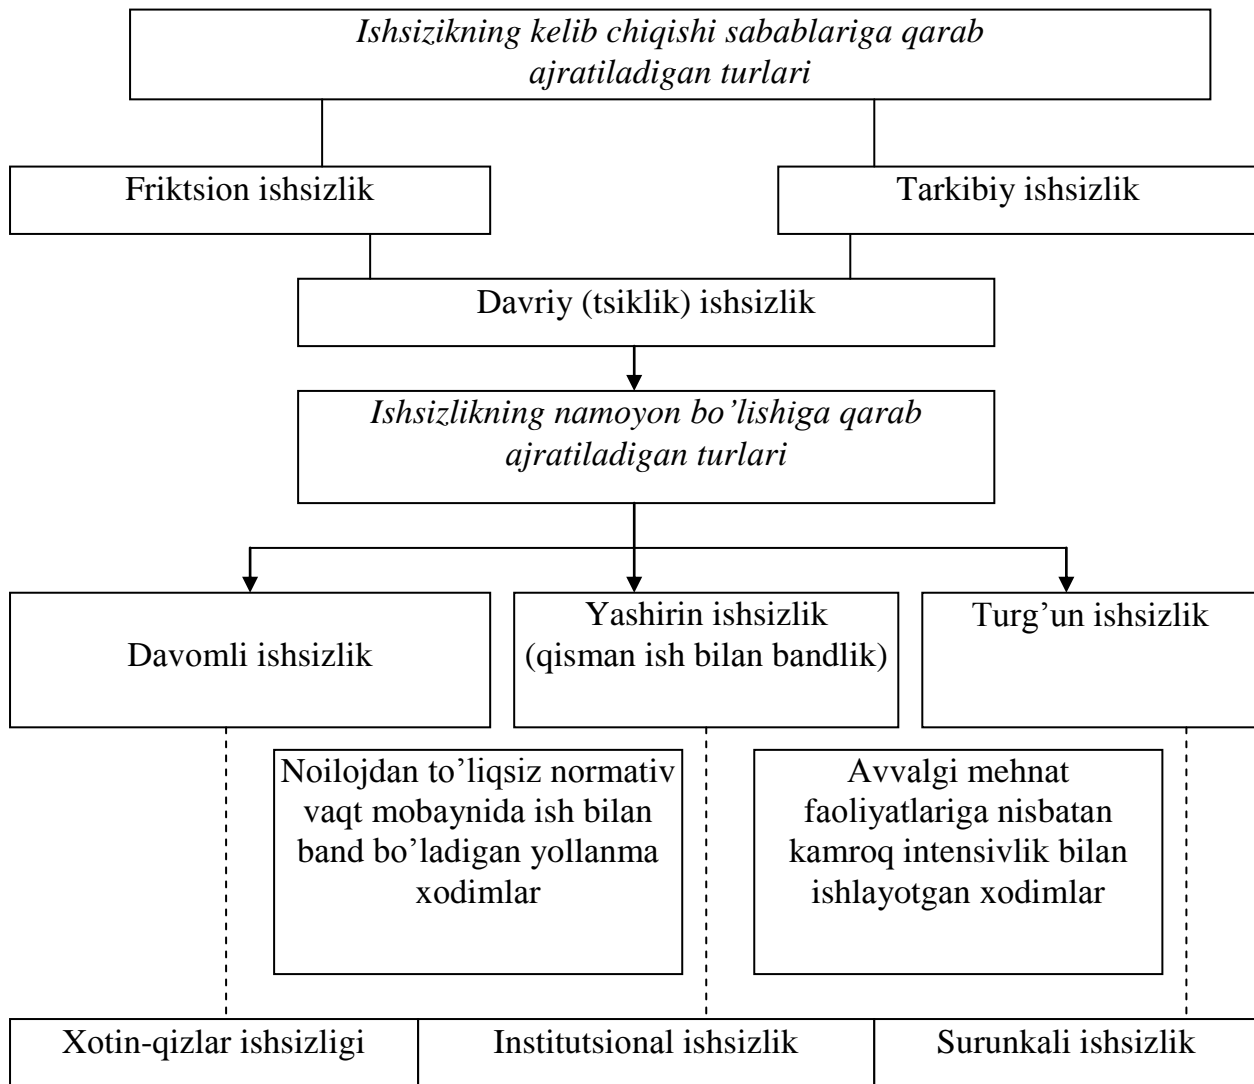 Ishsizikning kelib chiqishi sabablariga qarab
ajratiladigan turlari
Friktsion ishsizlik
Tarkibiy ishsizlik
Davriy (tsiklik) ishsizlik
Ishsizlikning namoyon bo’lishiga qarab
ajratiladigan turlari
Davomli ishsizlik
Yashirin ishsizlik
(qisman ish bilan bandlik)
Turg’un ishsizlik
Noilojdan to’liqsiz normativ
vaqt mobaynida ish bilan
band bo’ladigan yollanma
xodimlar
Avvalgi mehnat
faoliyatlariga nisbatan
kamroq intensivlik bilan
ishlayotgan xodimlar
Xotin-qizlar ishsizligi
Institutsional ishsizlik
Surunkali ishsizlik